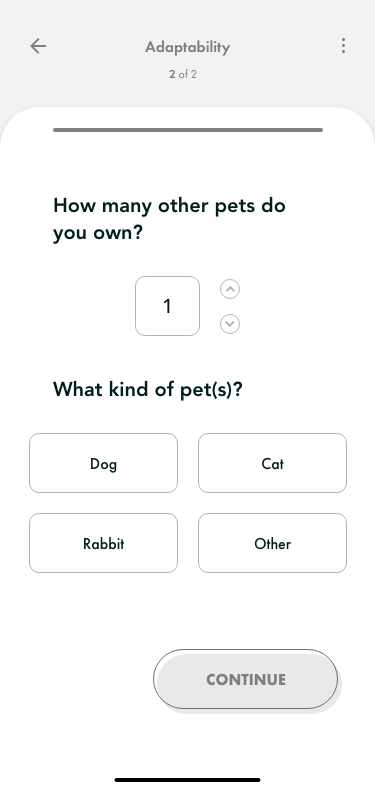 Adaptability
2 of 2
How many other pets do
you own?
1
What kind of pet(s)?
Dog
Cat
Rabbit
Other
CONTINUE